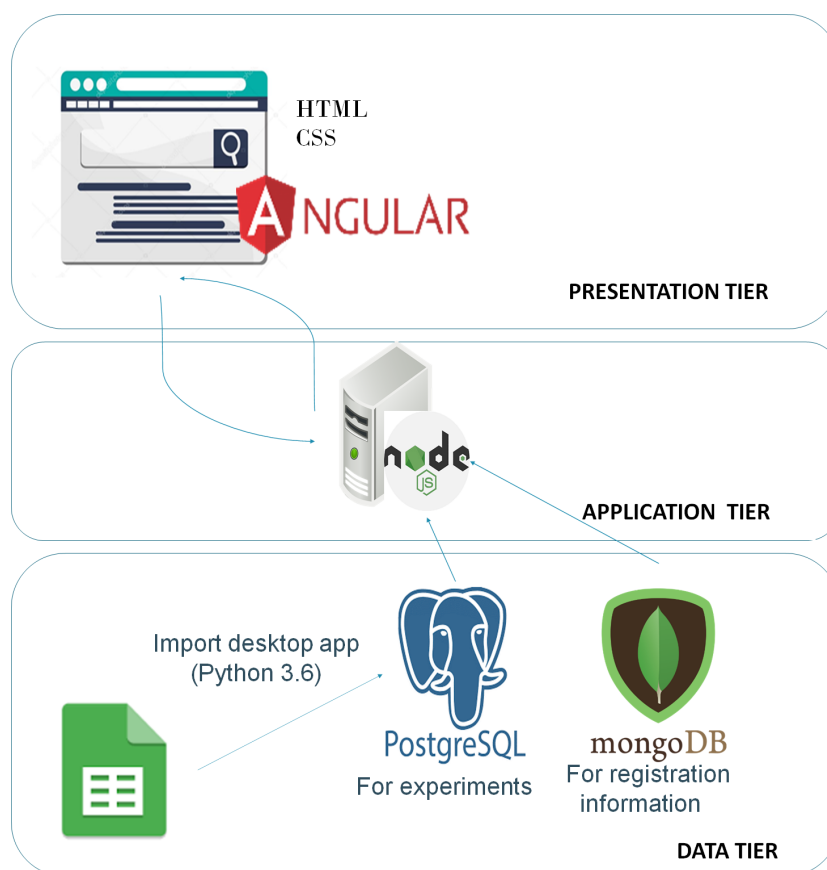 HTML
CSS
ANGULAR
PRESENTATION TIER
node
JS
APPLICATION TIER
Import desktop app
(Python 3.6)
PostgreSQL
For experiments
mongoDB
For registration
information
DATA TIER